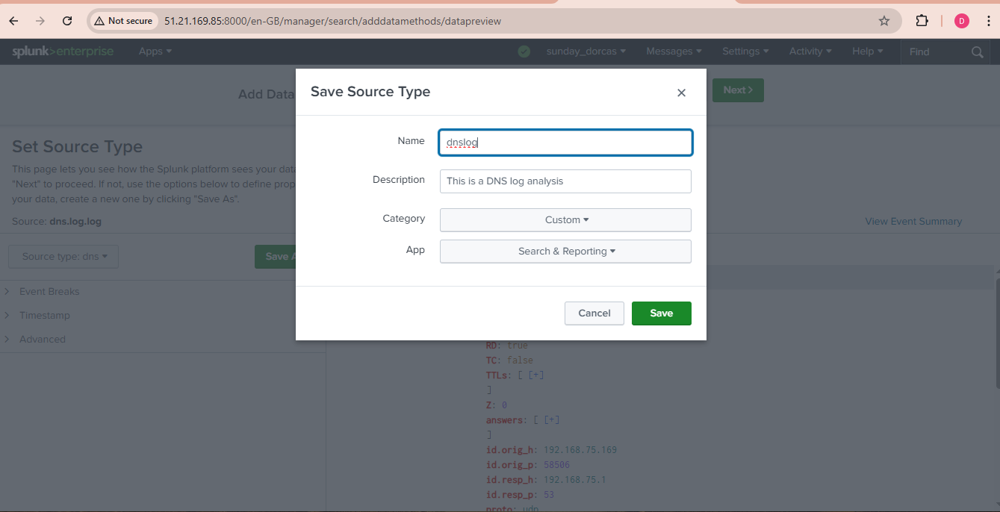 Not secure 51.21.169.85:8000/en-GB/manager/search/adddatamethods/datapreview D
splunk>enterprise Apps sunday_dorcas Messages Settings Activity Help Find
Add Data Next >
Save Source Type
Name dnslog
Description This is a DNS log analysis
Category Custom
App Search & Reporting
Cancel Save
Set Source Type
This page lets you see how the Splunk platform sees your data
"Next" to proceed. If not, use the options below to define prop
your data, create a new one by clicking "Save As".
Source: dns.log.log
View Event Summary
Source type: dns Save A
> Event Breaks
> Timestamp
> Advanced
RD: true
TC: false
TTLs: [ [+]
]
Z: 0
answers: [ [+]
]
id.orig_h: 192.168.75.169
id.orig_p: 58506
id.resp_h: 192.168.75.1
id.resp_p: 53
proto: udp